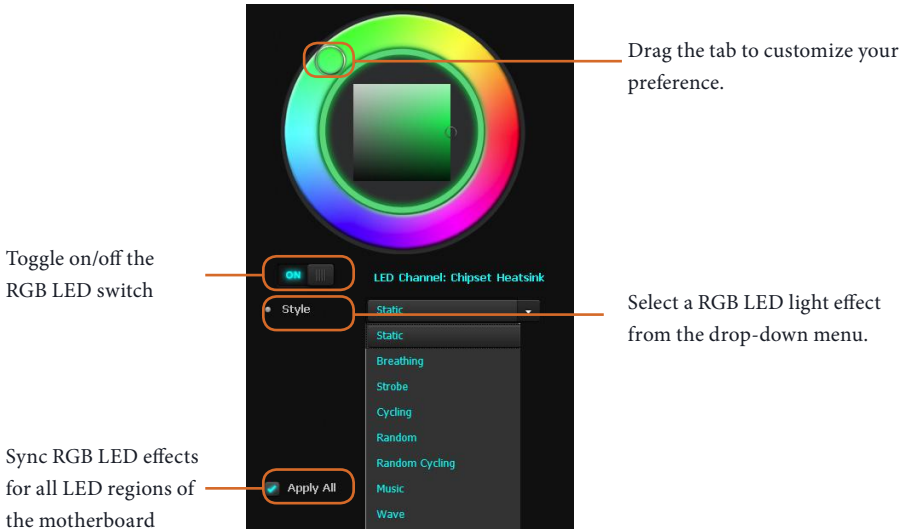 Drag the tab to customize your
preference.
Toggle on/off the
RGB LED switch
ON
LED Channel: Chipset Heatsink
Style
Static
Select a RGB LED light effect
from the drop-down menu.
Static
Breathing
Strobe
Cycling
Random
Random Cycling
Music
Wave
Sync RGB LED effects
for all LED regions of
the motherboard
Apply All